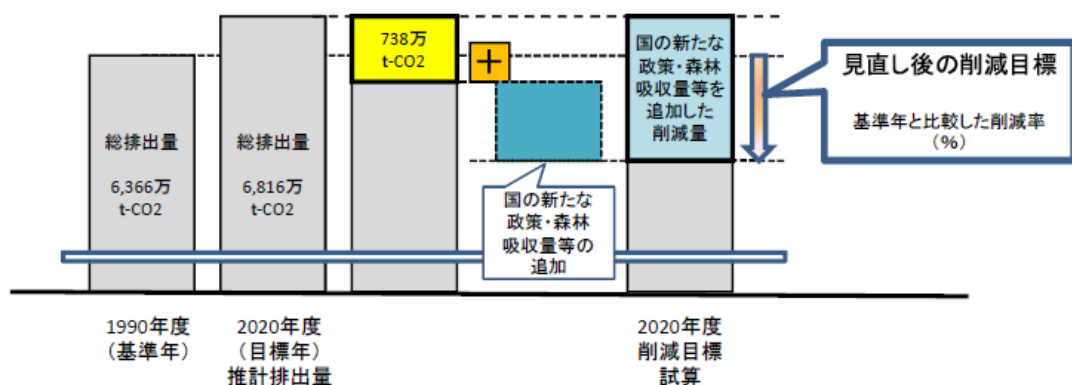 総排出量
6,366万
t-CO2
総排出量
6,816万
t-CO2
738万
t-CO2
+
国の新たな
政策・森林
吸収量等の
追加
国の新たな
政策・森林
吸収量等を
追加した
削減量
見直し後の削減目標
基準年と比較した削減率
（%）
1990年度
（基準年）
2020年度
（目標年）
推計排出量
2020年度
削減目標
試算